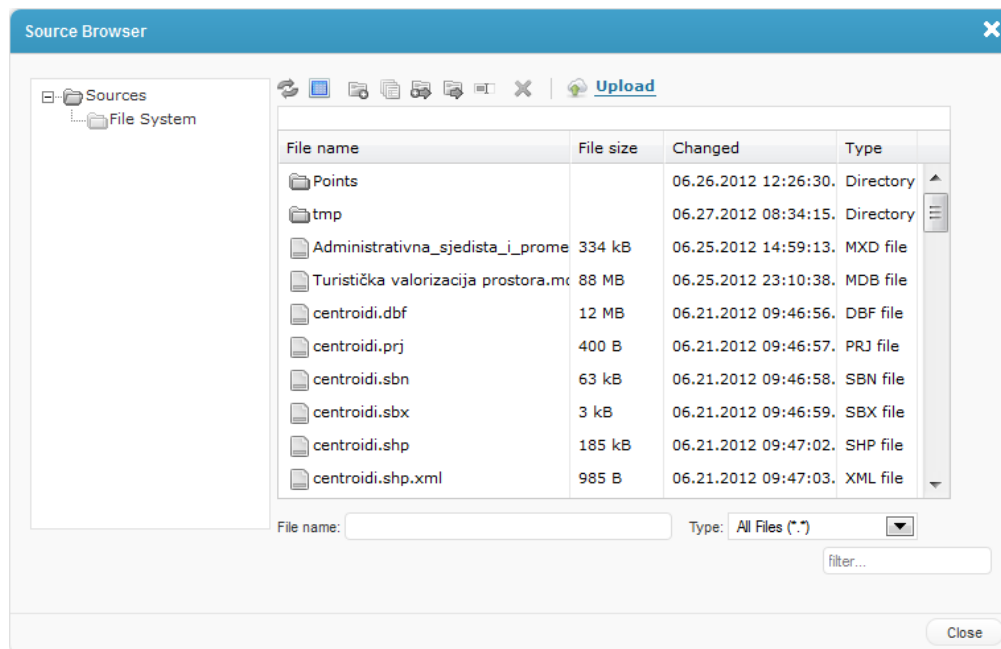 Source Browser
Sources
File System
Upload
File name File size Changed Type
Points 06.26.2012 12:26:30. Directory
tmp 06.27.2012 08:34:15. Directory
Administrativna_sjedista_i_prome 334 kB 06.25.2012 14:59:13. MXD file
Turistička valorizacija prostora.mc 88 MB 06.25.2012 23:10:38. MDB file
centroidi.dbf 12 MB 06.21.2012 09:46:56. DBF file
centroidi.prj 400 B 06.21.2012 09:46:57. PRJ file
centroidi.sbn 63 kB 06.21.2012 09:46:58. SBN file
centroidi.sbx 3 kB 06.21.2012 09:46:59. SBX file
centroidi.shp 185 kB 06.21.2012 09:47:02. SHP file
centroidi.shp.xml 985 B 06.21.2012 09:47:03. XML file
File name: Type: All Files (*.*)
filter...
Close